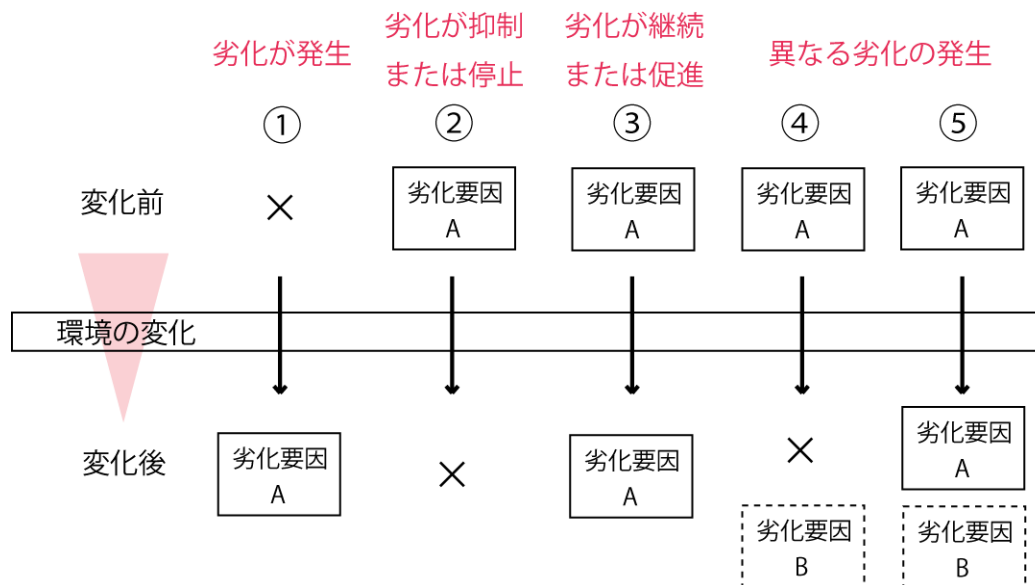 劣化が発生
劣化が抑制
または停止
劣化が継続
または促進
異なる劣化の発生
①
②
③
④
⑤
変化前
×
劣化要因
A
劣化要因
A
劣化要因
A
劣化要因
A
環境の変化
変化後
劣化要因
A
×
劣化要因
A
×
劣化要因
B
劣化要因
A
劣化要因
B